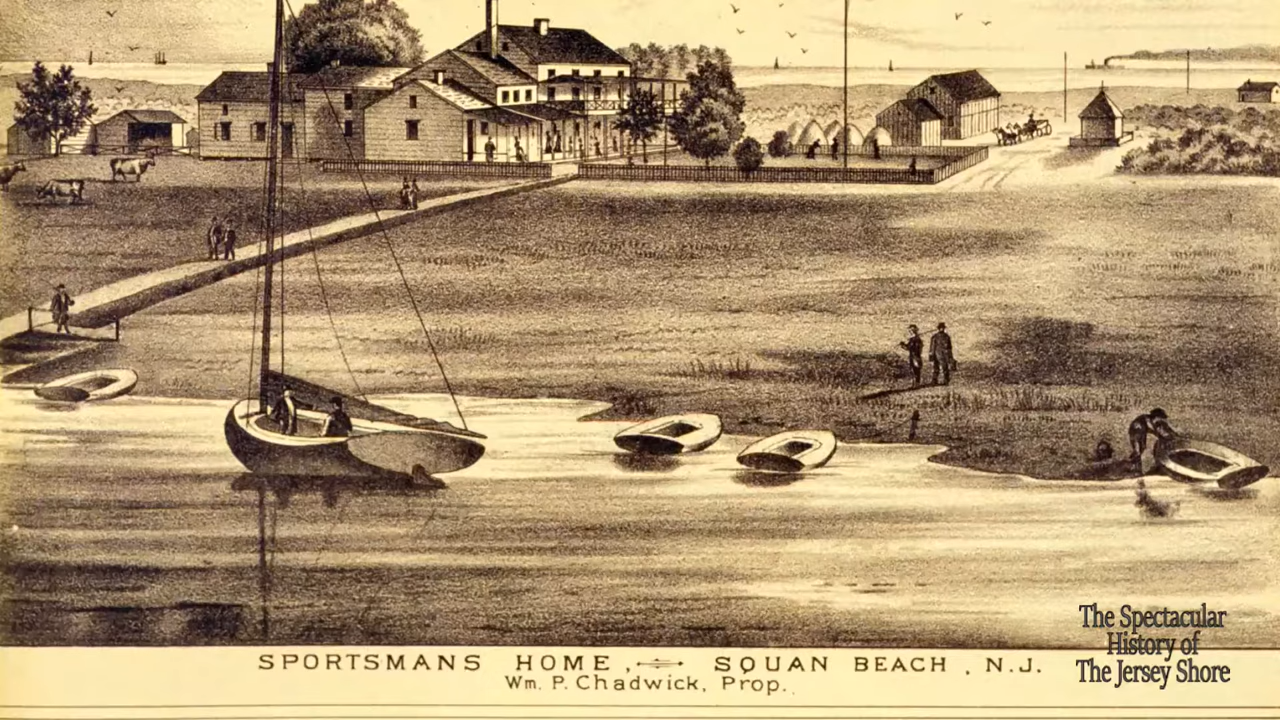 SPORTSMANS HOME, SQUAN BEACH, N.J.
Wm. P. Chadwick, Prop.
The Spectacular
History of
The Jersey Shore